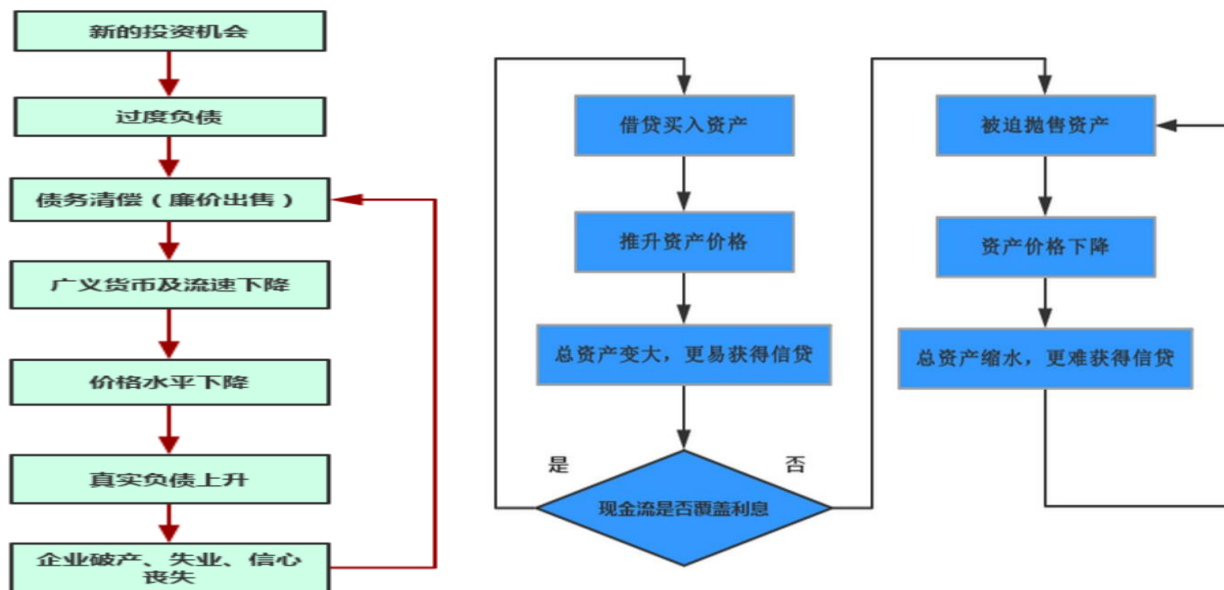 新的投资机会
过度负债
债务清偿（廉价出售）
广义货币及流速下降
价格水平下降
真实负债上升
企业破产、失业、信心
丧失
借贷买入资产
推升资产价格
总资产变大，更易获得信贷
是
否
现金流是否覆盖利息
被迫抛售资产
资产价格下降
总资产缩水，更难获得信贷